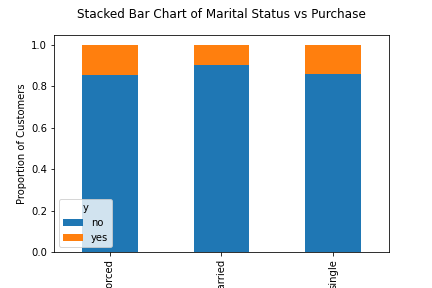 Stacked Bar Chart of Marital Status vs Purchase
Proportion of Customers
1.0
0.8
0.6
0.4
0.2
0.0
y
no
yes
orced
arried
single